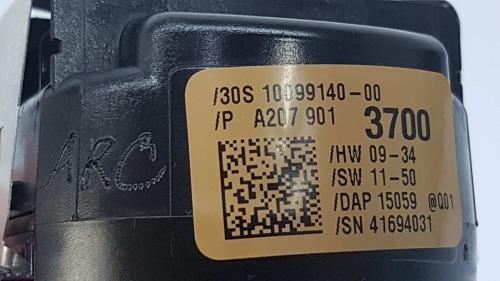 /30S 10099140-00
/P A207 901 3700
/HW 09-34
/SW 11-50
/DAP 15059 @Q01
/SN 41694031
ARC